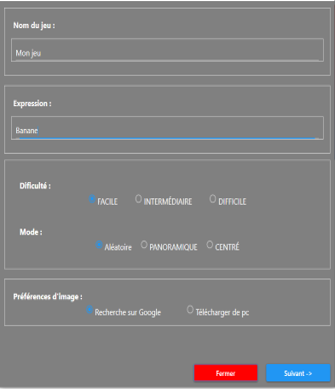 Nom du jeu :
Mon jeu
Expression :
Banane
Dificulté :
FACILE INTERMÉDIAIRE DIFFICILE
Mode :
Aléatoire PANORAMIQUE CENTRÉ
Préférences d'image :
Recherche sur Google Télécharger de pc
Fermer Suivant ->